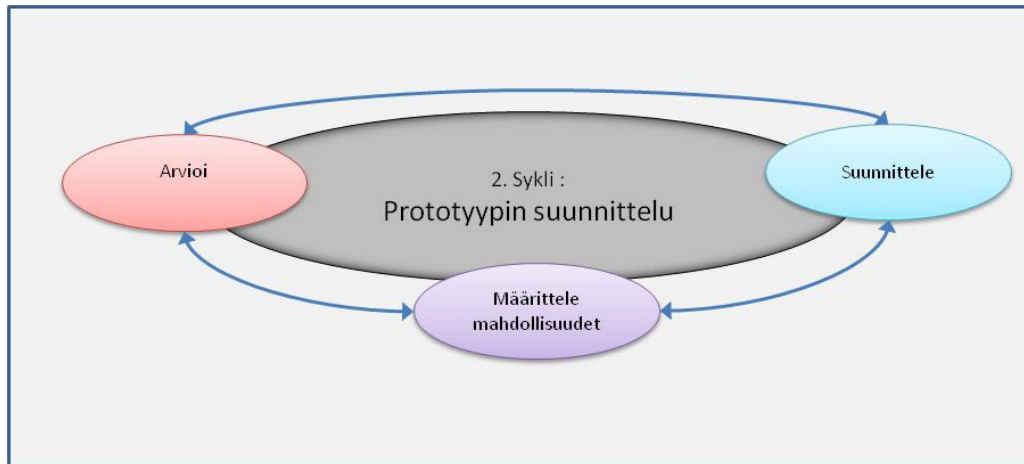 2. Sykli :
Prototyypin suunnittelu
Arvioi
Suunnittele
Määrittele
mahdollisuudet